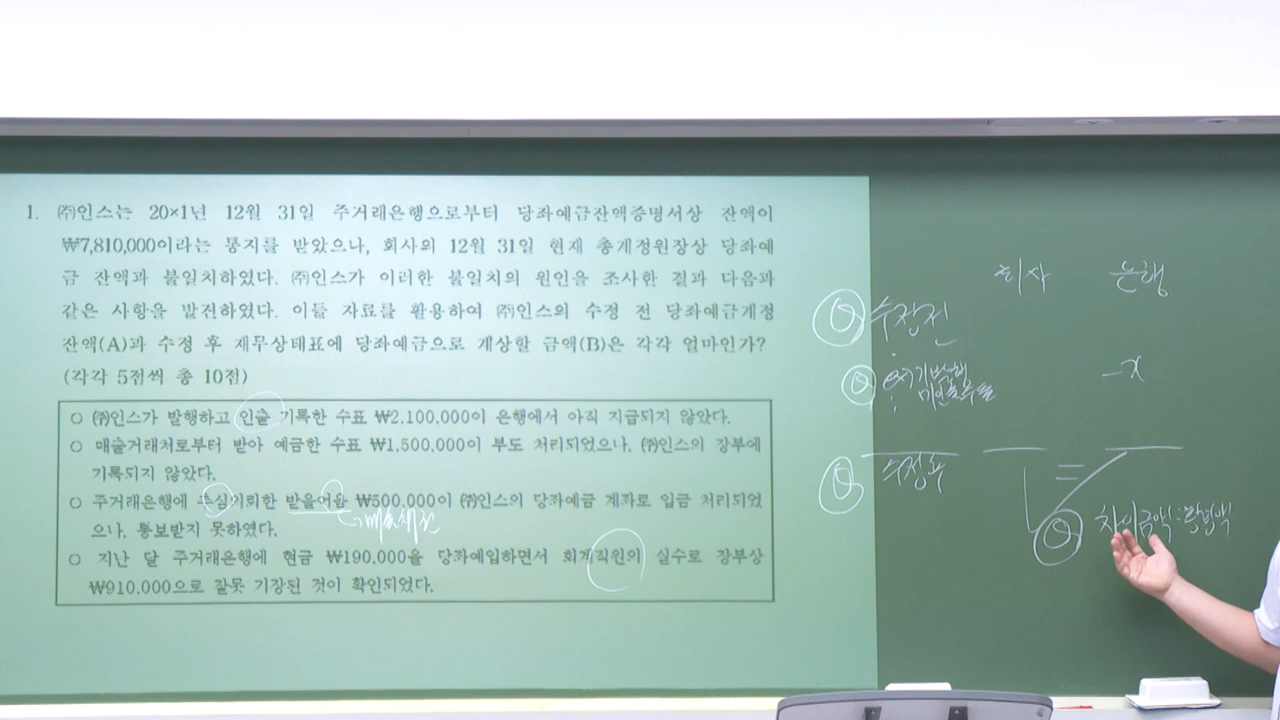 1. ㈜인스는 20×1년 12월 31일 주거래은행으로부터 당좌예금잔액증명서상 잔액이
₩7,810,000이라는 통지를 받았으나, 회사의 12월 31일 현재 총계정원장상 당좌예
금 잔액과 불일치하였다. ㈜인스가 이러한 불일치의 원인을 조사한 결과 다음과
같은 사항을 발견하였다. 이들 자료를 활용하여 ㈜인스의 수정 전 당좌예금계정
잔액(A)과 수정 후 재무상태표에 당좌예금으로 계상할 금액(B)은 각각 얼마인가?
(각각 5점씩 총 10점)
○ ㈜인스가 발행하고 인출 기록한 수표 ₩2,100,000이 은행에서 아직 지급되지 않았다.
○ 매출거래처로부터 받아 예금한 수표 ₩1,500,000이 부도 처리되었으나, ㈜인스의 장부에
기록되지 않았다.
○ 주거래은행에 추심의뢰한 받을어음 ₩500,000이 ㈜인스의 당좌예금 계좌로 입금 처리되었
으나, 통보받지 못하였다.
매출채권
○ 지난 달 주거래은행에 현금 ₩190,000을 당좌예입하면서 회계직원의 실수로 장부상
₩910,000으로 잘못 기장된 것이 확인되었다.
회사 은행
수정전
기발행 -x
미인출수표
수정후 =
차이금액: